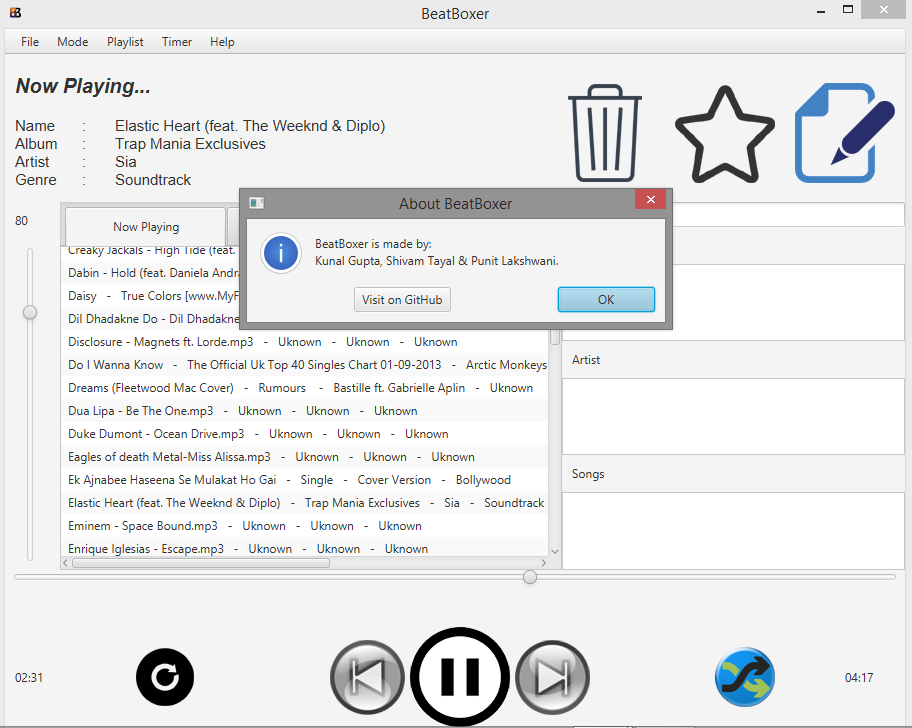 BeatBoxer
File Mode Playlist Timer Help
Now Playing...
Name : Elastic Heart (feat. The Weeknd & Diplo)
Album : Trap Mania Exclusives
Artist : Sia
Genre : Soundtrack
80
Now Playing
Creaky Jackals - High Tide (feat.
Dabin - Hold (feat. Daniela
Daisy - True Colors
Dil Dhadakne Do - Dil Dhadakne
Disclosure - Magnets ft. Lorde.mp3 - Uknown - Uknown - Uknown
Do I Wanna Know - The Official Uk Top 40 Singles Chart 01-09-2013 - Arctic Monkeys
Dreams (Fleetwood Mac Cover) - Rumours - Bastille ft. Gabrielle Aplin - Uknown
Dua Lipa - Be The One.mp3 - Uknown - Uknown - Uknown
Duke Dumont - Ocean Drive.mp3 - Uknown - Uknown - Uknown
Eagles of death Metal-Miss Alissa.mp3 - Uknown - Uknown - Uknown
Ek Ajnabee Haseena Se Mulakat Ho Gai - Single - Cover Version - Bollywood
Elastic Heart (feat. The Weeknd & Diplo) - Trap Mania Exclusives - Sia - Soundtrack
Eminem - Space Bound.mp3 - Uknown - Uknown - Uknown
Enrique Iglesias - Escape.mp3 - Uknown - Uknown - Uknown
About BeatBoxer
BeatBoxer is made by:
Kunal Gupta, Shivam Tayal & Punit Lakshwani.
Visit on GitHub OK
Artist
Songs
02:31
04:17